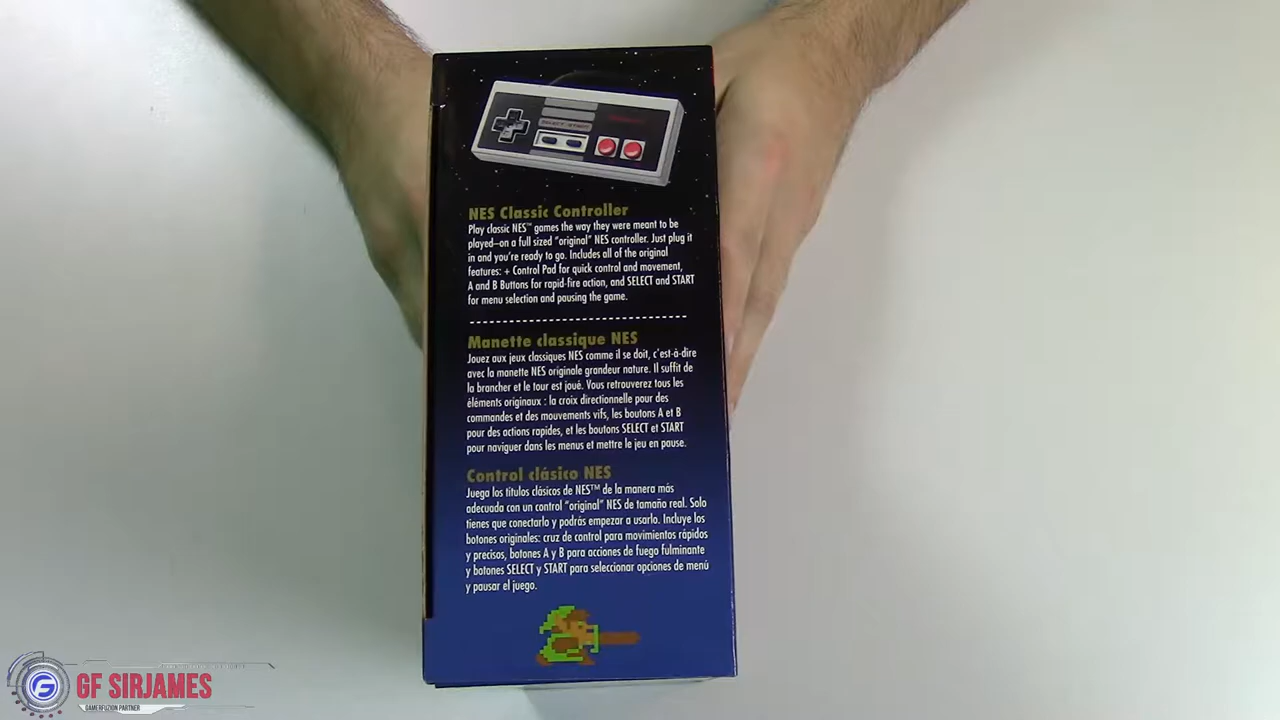 SELECT START
NES Classic Controller
Play classic NES™ games the way they were meant to be
played–on a full sized "original" NES controller. Just plug it
in and you're ready to go. Includes all of the original
features: + Control Pad for quick control and movement,
A and B Buttons for rapid-fire action, and SELECT and START
for menu selection and pausing the game.
Manette classique NES
Jouez aux jeux classiques NES comme il se doit, c'est-à-dire
avec la manette NES originale grandeur nature. Il suffit de
la brancher et le tour est joué. Vous retrouverez tous les
éléments originaux : la croix directionnelle pour des
commandes et des mouvements vifs, les boutons A et B
pour des actions rapides, et les boutons SELECT et START
pour naviguer dans les menus et mettre le jeu en pause.
Control clásico NES
Juega los títulos clásicos de NES™ de la manera más
adecuada con un control "original" NES de tamaño real. Solo
tienes que conectarlo y podrás empezar a usarlo. Incluye los
botones originales: cruz de control para movimientos rápidos
y precisos, botones A y B para acciones de fuego fulminante
y botones SELECT y START para seleccionar opciones de menú
y pausar el juego.
GF SIRJAMES
GAMERFUZION PARTNER